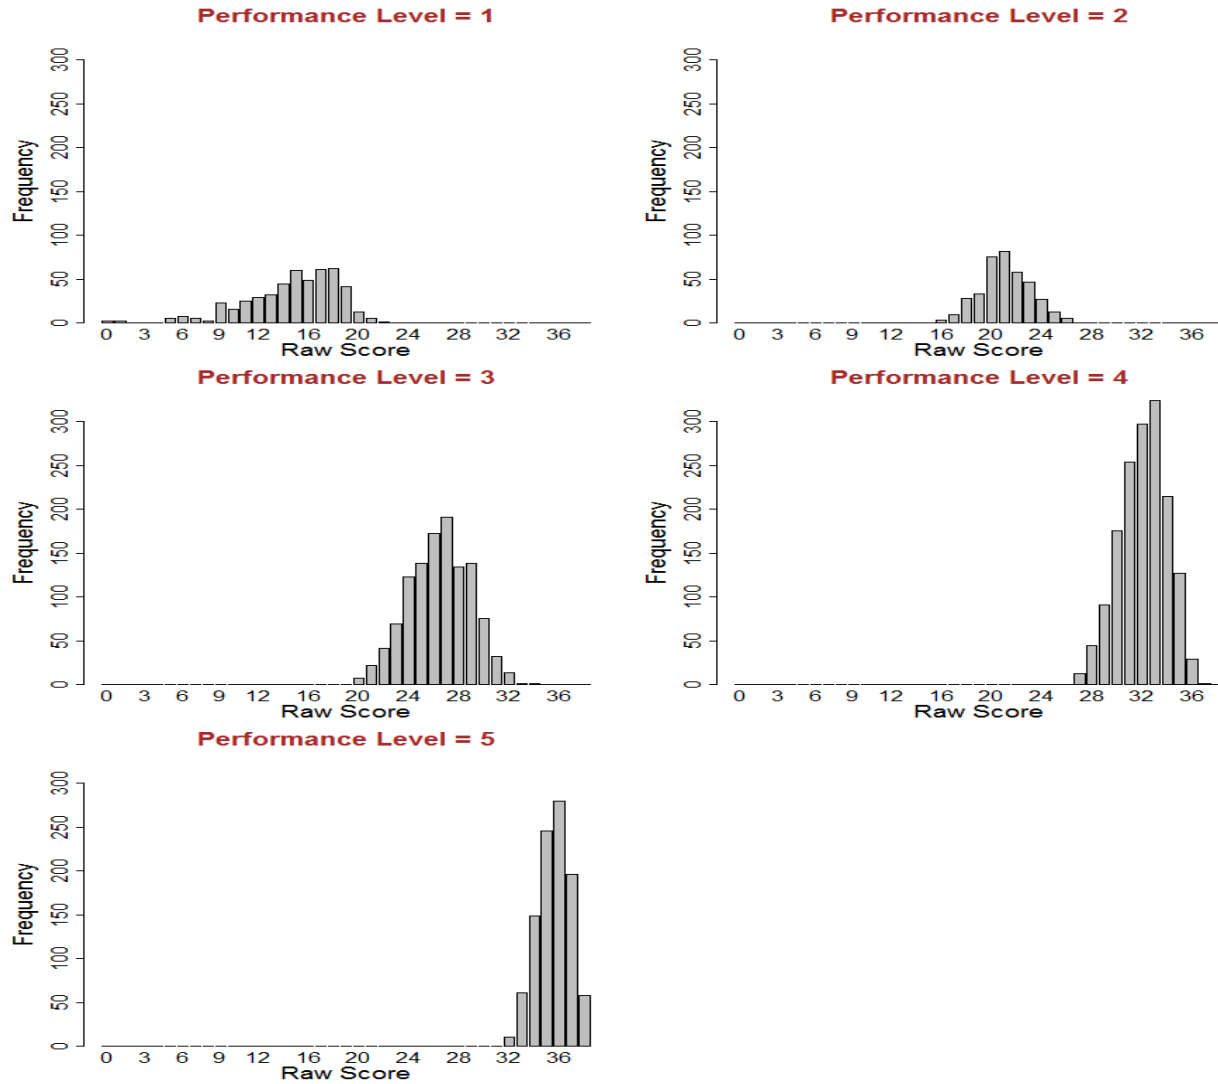 Performance Level = 1
300
250
200
150
100
50
0
Frequency
0 3 6 9 12 16 20 24 28 32 36
Raw Score
Performance Level = 2
300
250
200
150
100
50
0
Frequency
0 3 6 9 12 16 20 24 28 32 36
Raw Score
Performance Level = 3
300
250
200
150
100
50
0
Frequency
0 3 6 9 12 16 20 24 28 32 36
Raw Score
Performance Level = 4
300
250
200
150
100
50
0
Frequency
0 3 6 9 12 16 20 24 28 32 36
Raw Score
Performance Level = 5
300
250
200
150
100
50
0
Frequency
0 3 6 9 12 16 20 24 28 32 36
Raw Score